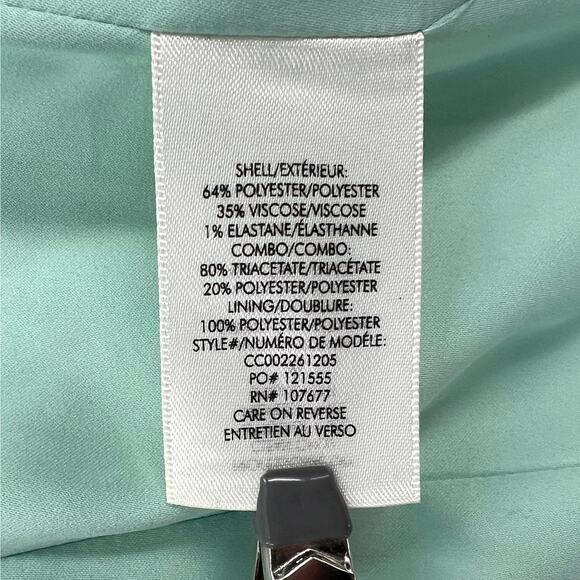 SHELL/EXTÉRIEUR:
64% POLYESTER/POLYESTER
35% VISCOSE/VISCOSE
1% ELASTANE/ÉLASTHANNE
COMBO/COMBO:
80% TRIACETATE/TRIACÉTATE
20% POLYESTER/POLYESTER
LINING/DOUBLURE:
100% POLYESTER/POLYESTER
STYLE#/NUMÉRO DE MODÉLE:
CC002261205
PO# 121555
RN# 107677
CARE ON REVERSE
ENTRETIEN AU VERSO